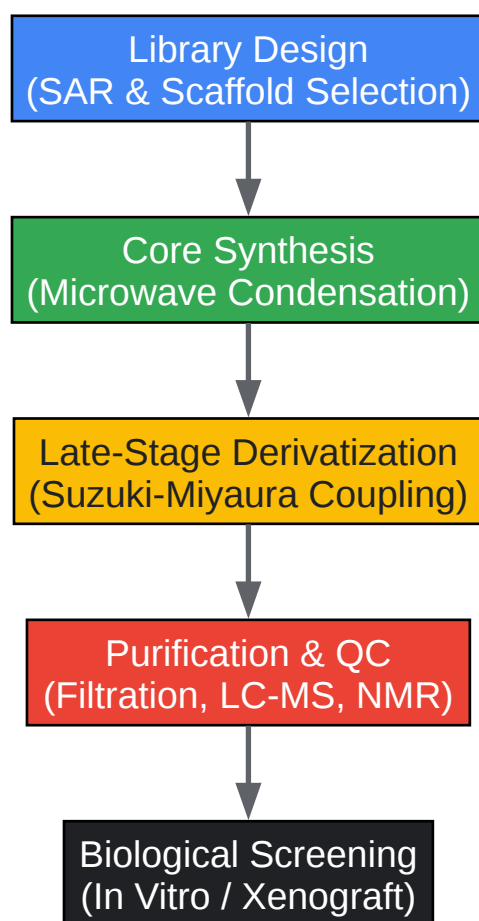 Library Design
(SAR & Scaffold Selection)
Core Synthesis
(Microwave Condensation)
Late-Stage Derivatization
(Suzuki-Miyaura Coupling)
Purification & QC
(Filtration, LC-MS, NMR)
Biological Screening
(In Vitro / Xenograft)